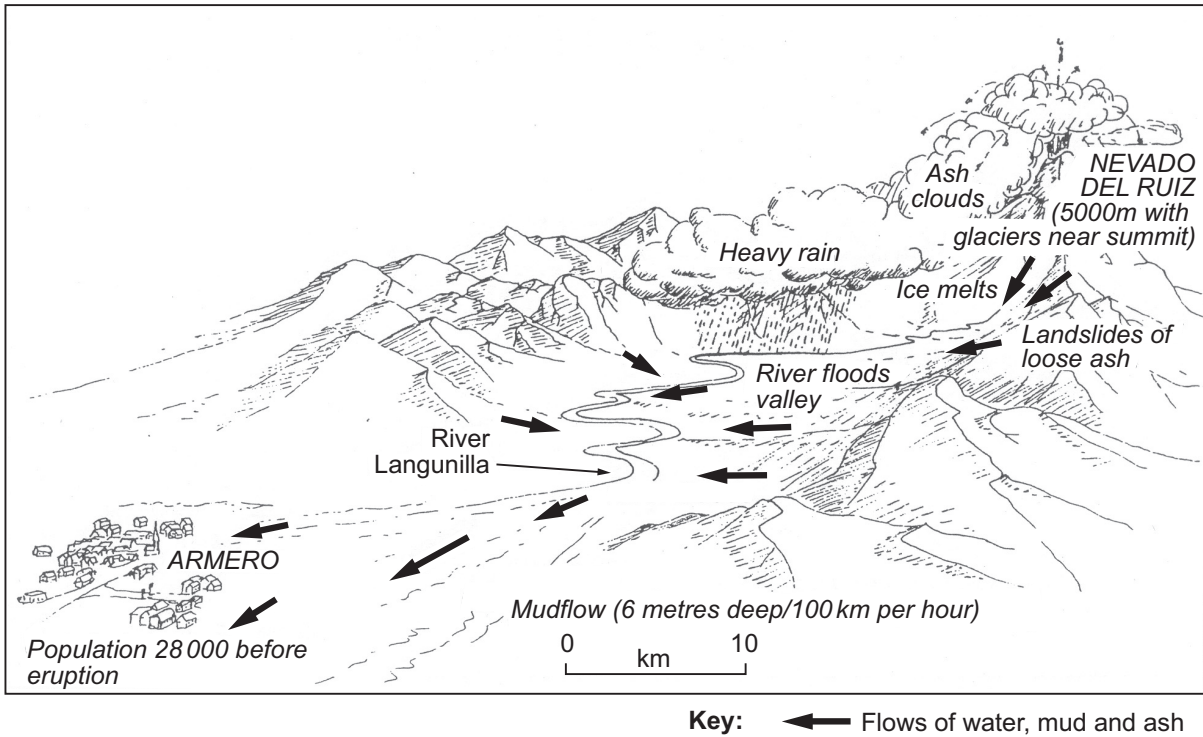 NEVADO
DEL RUIZ
(5000m with
glaciers near summit)
Ash
clouds
Heavy rain
Ice melts
Landslides of
loose ash
River floods
valley
River
Langunilla
ARMERO
Mudflow (6 metres deep/100 km per hour)
0 10
km
Population 28 000 before
eruption
Key: Flows of water, mud and ash